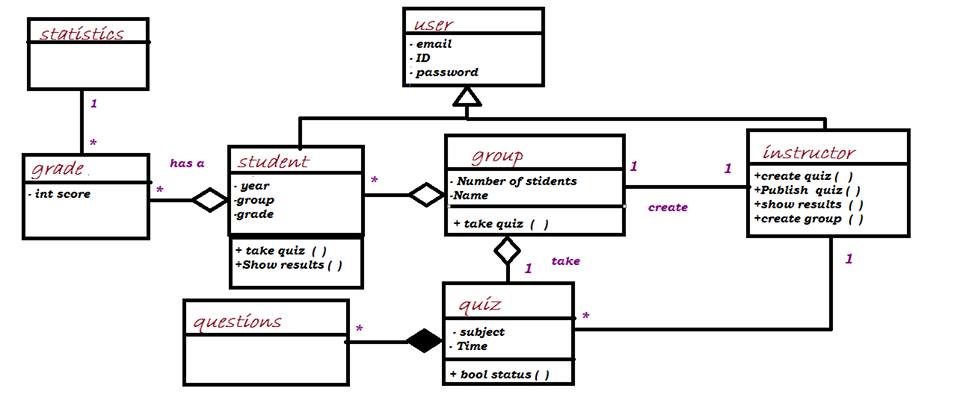 user
- email
- ID
- password
statistics
1
*
grade
- int score
has a
*
student
- year
-group
-grade
+ take quiz ( )
+Show results ( )
*
group
- Number of stidents
-Name
+ take quiz ( )
1
1
create
instructor
+create quiz ( )
+Publish quiz ( )
+show results ( )
+create group ( )
1
1
take
quiz
- subject
- Time
+ bool status ( )
*
questions
*